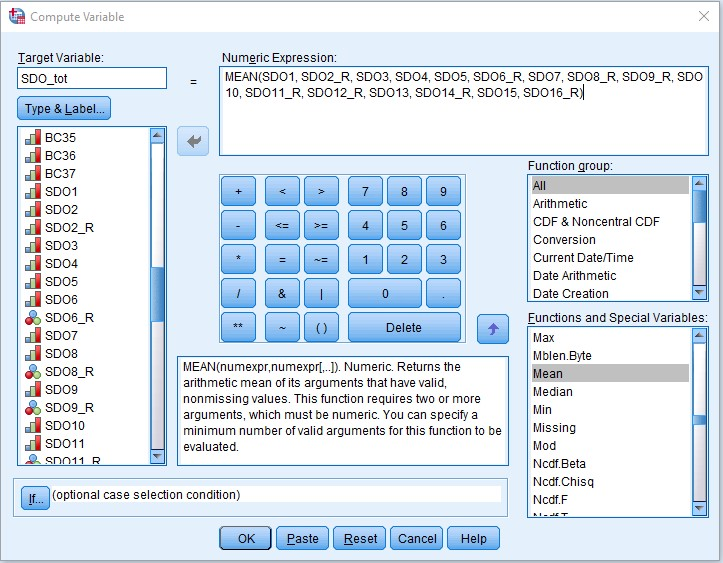 Compute Variable
Target Variable:
SDO_tot
Type & Label...
=
Numeric Expression:
MEAN(SDO1, SDO2_R, SDO3, SDO4, SDO5, SDO6_R, SDO7, SDO8_R, SDO9_R, SDO
10, SDO11_R, SDO12_R, SDO13, SDO14_R, SDO15, SDO16_R)
BC35
BC36
BC37
SDO1
SDO2
SDO2_R
SDO3
SDO4
SDO5
SDO6
SDO6_R
SDO7
SDO8
SDO8_R
SDO9
SDO9_R
SDO10
SDO11
SDO11_R
+ < > 7 8 9
- <= >= 4 5 6
* = ~= 1 2 3
/ & | 0 .
** ~ ( ) Delete
MEAN(numexpr,numexpr[,..]). Numeric. Returns the
arithmetic mean of its arguments that have valid,
nonmissing values. This function requires two or more
arguments, which must be numeric. You can specify a
minimum number of valid arguments for this function to be
evaluated.
Function group:
All
Arithmetic
CDF & Noncentral CDF
Conversion
Current Date/Time
Date Arithmetic
Date Creation
Functions and Special Variables:
Max
Mblen.Byte
Mean
Median
Min
Missing
Mod
Ncdf.Beta
Ncdf.Chisq
Ncdf.F
Ncdf.T
If... (optional case selection condition)
OK Paste Reset Cancel Help